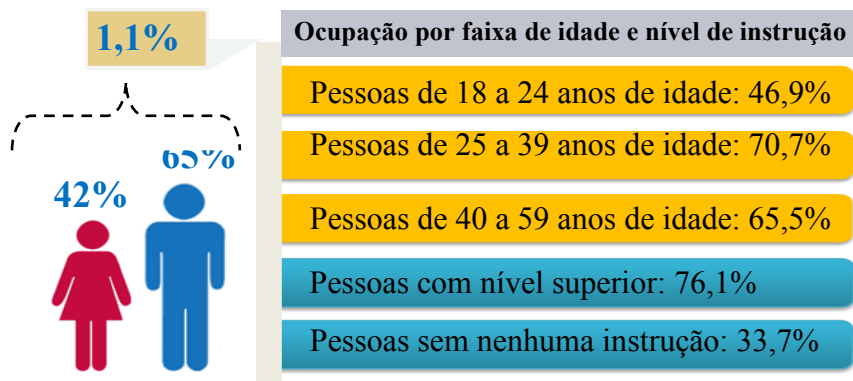 1,1%
65%
42%
Ocupação por faixa de idade e nível de instrução
Pessoas de 18 a 24 anos de idade: 46,9%
Pessoas de 25 a 39 anos de idade: 70,7%
Pessoas de 40 a 59 anos de idade: 65,5%
Pessoas com nível superior: 76,1%
Pessoas sem nenhuma instrução: 33,7%